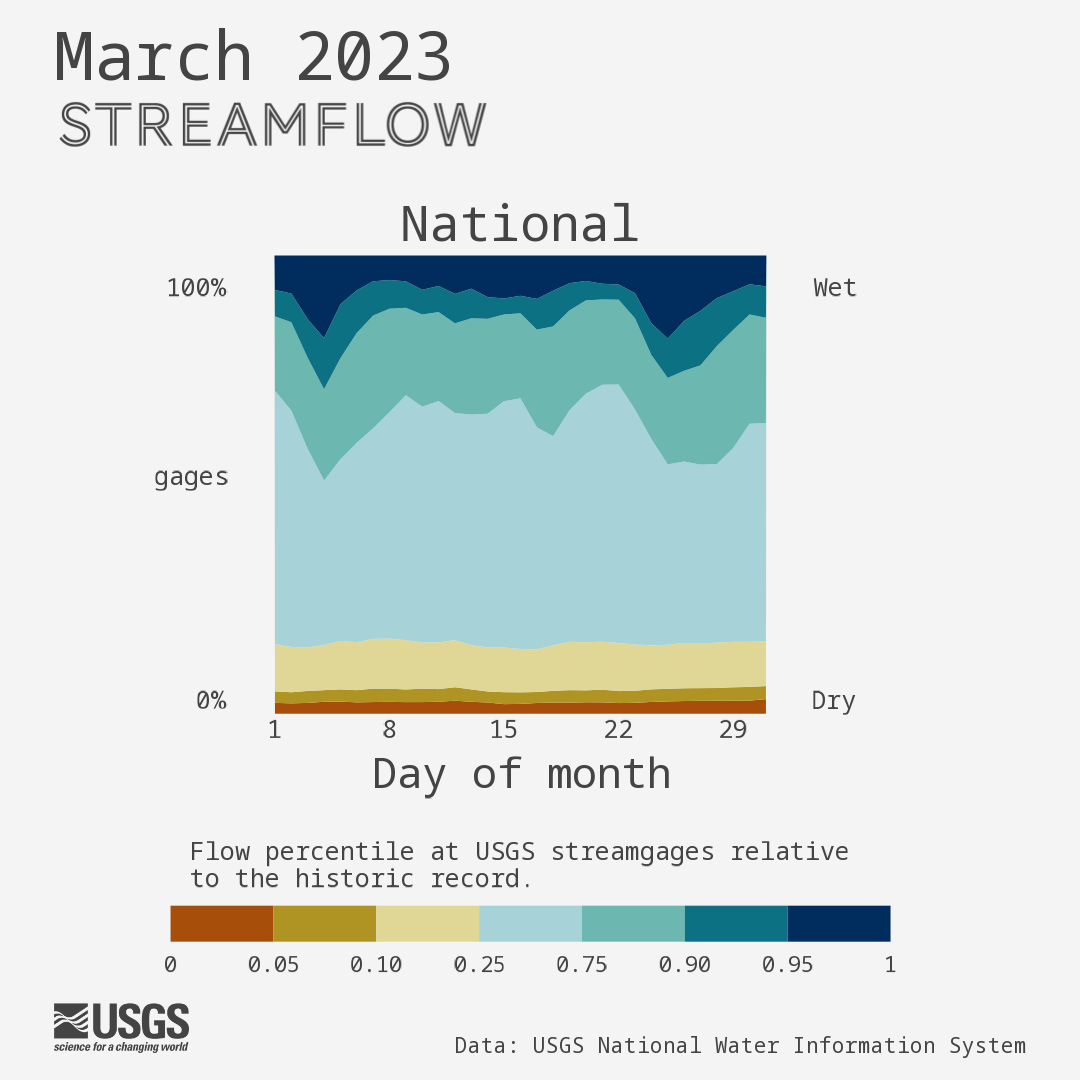 March 2023
STREAMFLOW
National
100%
Wet
gages
0%
Dry
1 8 15 22 29
Day of month
Flow percentile at USGS streamgages relative
to the historic record.
0 0.05 0.10 0.25 0.75 0.90 0.95 1
USGS
science for a changing world
Data: USGS National Water Information System